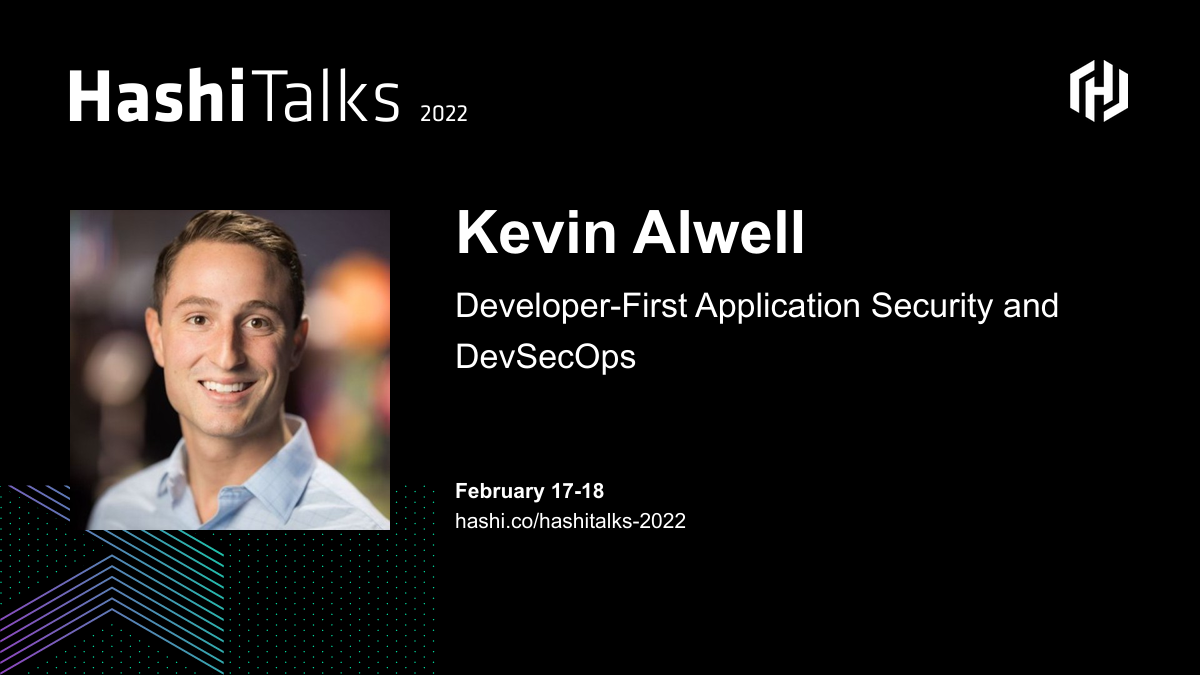 HashiTalks 2022
Kevin Alwell
Developer-First Application Security and
DevSecOps
February 17-18
hashi.co/hashitalks-2022